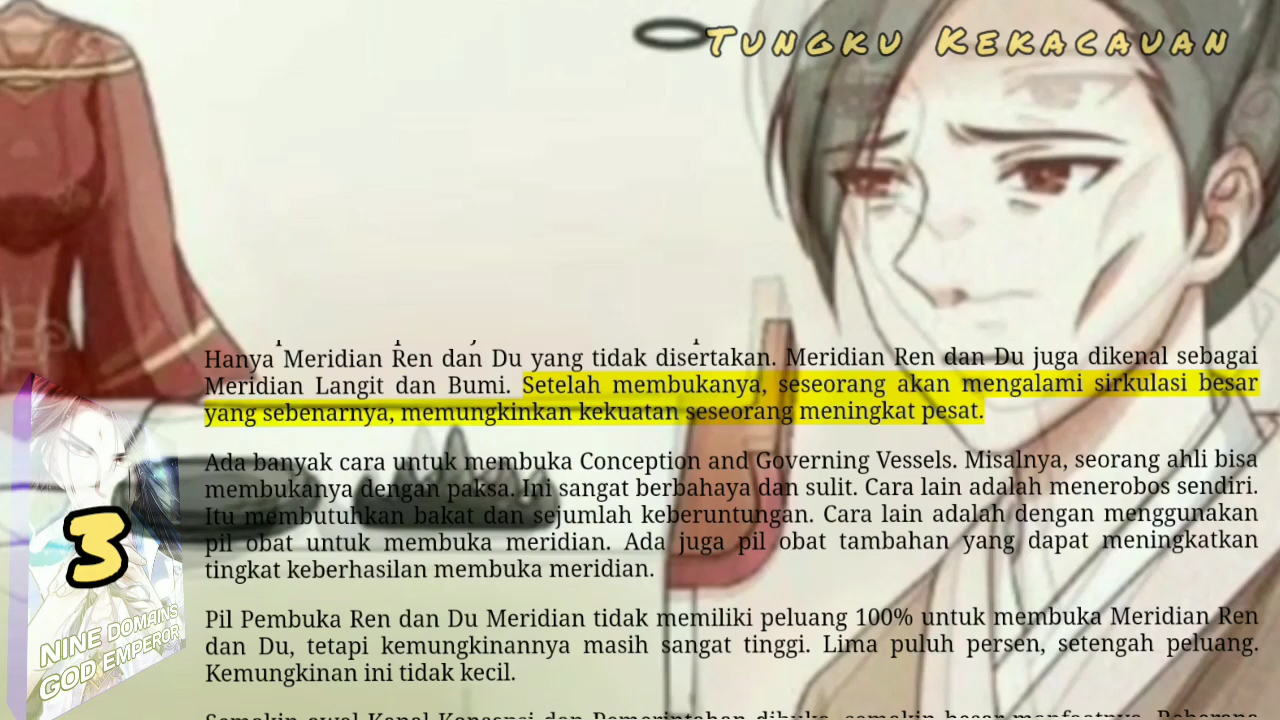 Tungku Kekacauan
Hanya Meridian Ren dan Du yang tidak disertakan. Meridian Ren dan Du juga dikenal sebagai
Meridian Langit dan Bumi. Setelah membukanya, seseorang akan mengalami sirkulasi besar
yang sebenarnya, memungkinkan kekuatan seseorang meningkat pesat.
Ada banyak cara untuk membuka Conception and Governing Vessels. Misalnya, seorang ahli bisa
membukanya dengan paksa. Ini sangat berbahaya dan sulit. Cara lain adalah menerobos sendiri.
Itu membutuhkan bakat dan sejumlah keberuntungan. Cara lain adalah dengan menggunakan
pil obat untuk membuka meridian. Ada juga pil obat tambahan yang dapat meningkatkan
tingkat keberhasilan membuka meridian.
Pil Pembuka Ren dan Du Meridian tidak memiliki peluang 100% untuk membuka Meridian Ren
dan Du, tetapi kemungkinannya masih sangat tinggi. Lima puluh persen, setengah peluang.
Kemungkinan ini tidak kecil.
3
NINE DOMAINS
GOD EMPEROR